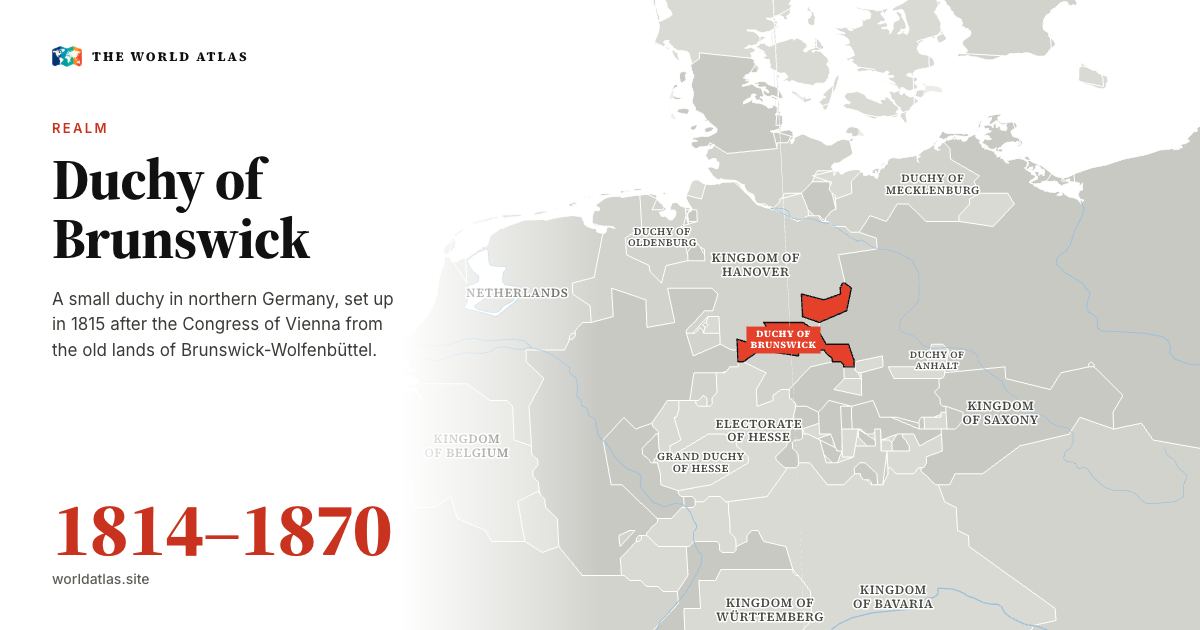 THE WORLD ATLAS
REALM
Duchy of
Brunswick
A small duchy in northern Germany, set up
in 1815 after the Congress of Vienna from
the old lands of Brunswick-Wolfenbüttel.
1814–1870
worldatlas.site
DUCHY OF
MECKLENBURG
DUCHY OF
OLDENBURG
KINGDOM OF
HANOVER
NETHERLANDS
DUCHY OF
BRUNSWICK
DUCHY OF
ANHALT
KINGDOM
OF SAXONY
ELECTORATE
OF HESSE
KINGDOM
OF BELGIUM
GRAND DUCHY
OF HESSE
KINGDOM
OF BAVARIA
KINGDOM OF
WÜRTTEMBERG